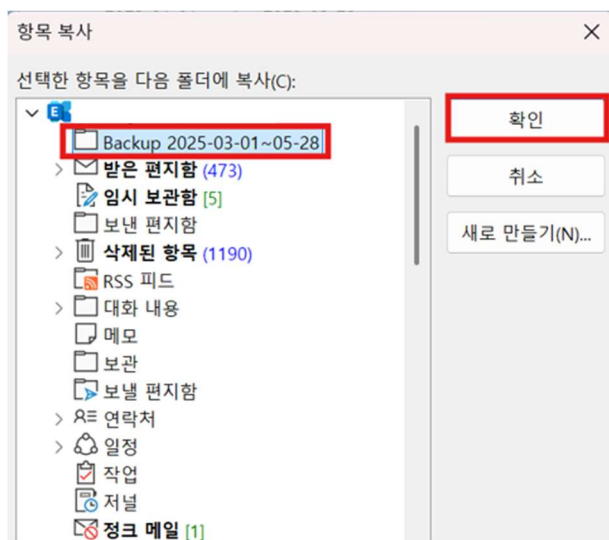 항목 복사
선택한 항목을 다음 폴더에 복사(C):
Backup 2025-03-01~05-28
확인
받은 편지함 (473)
취소
임시 보관함 [5]
보낸 편지함
새로 만들기(N)...
삭제된 항목 (1190)
RSS 피드
대화 내용
메모
보관
보낼 편지함
연락처
일정
작업
저널
정크 메일 [1]